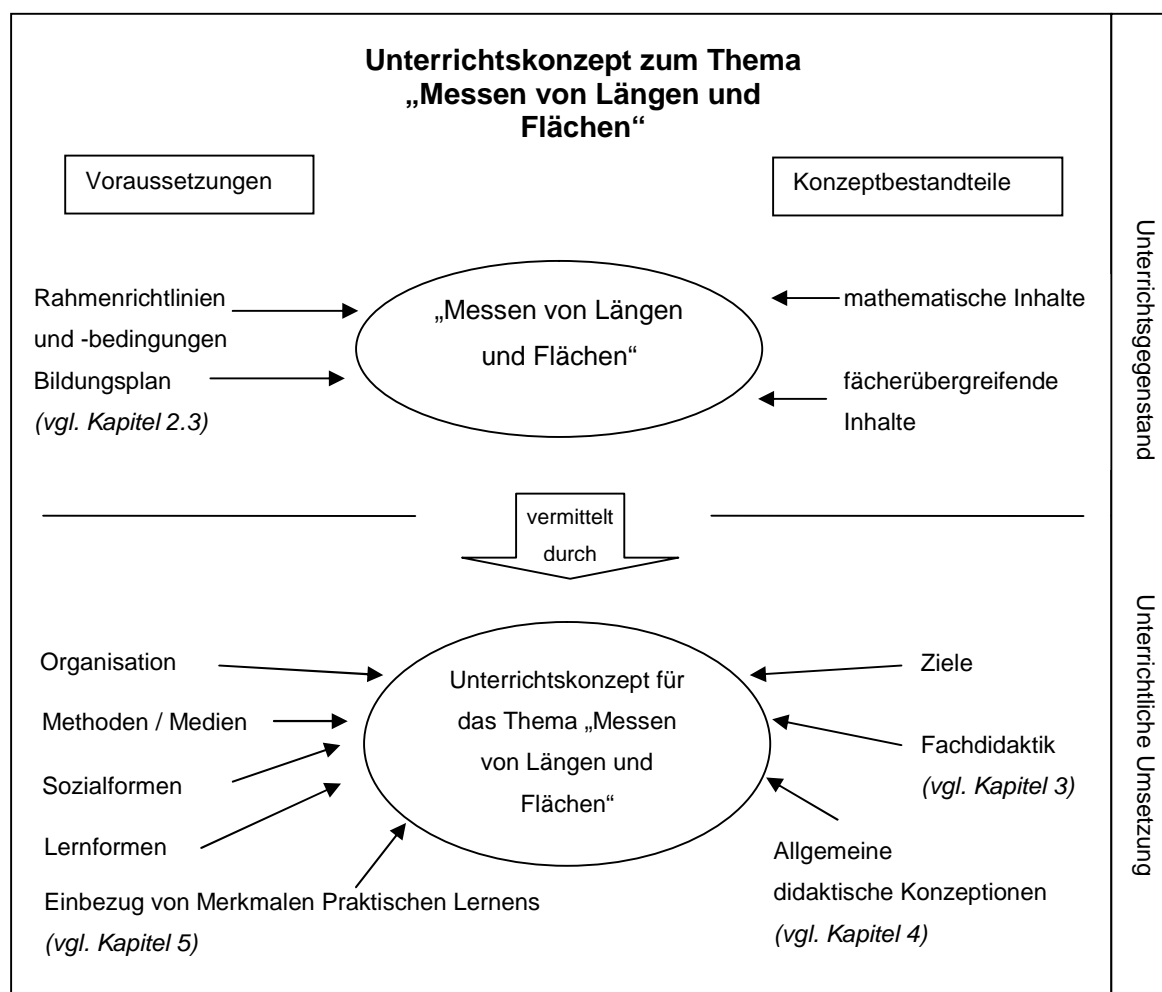 Unterrichtskonzept zum Thema
„Messen von Längen und
Flächen“
Voraussetzungen
Konzeptbestandteile
Rahmenrichtlinien
und -bedingungen
Bildungsplan
(vgl. Kapitel 2.3)
„Messen von Längen
und Flächen“
mathematische Inhalte
fächerübergreifende
Inhalte
Unterrichtsgegenstand
vermittelt
durch
Organisation
Methoden / Medien
Sozialformen
Lernformen
Einbezug von Merkmalen Praktischen Lernens
(vgl. Kapitel 5)
Unterrichtskonzept für
das Thema „Messen
von Längen und
Flächen“
Ziele
Fachdidaktik
(vgl. Kapitel 3)
Allgemeine
didaktische Konzeptionen
(vgl. Kapitel 4)
Unterrichtliche Umsetzung